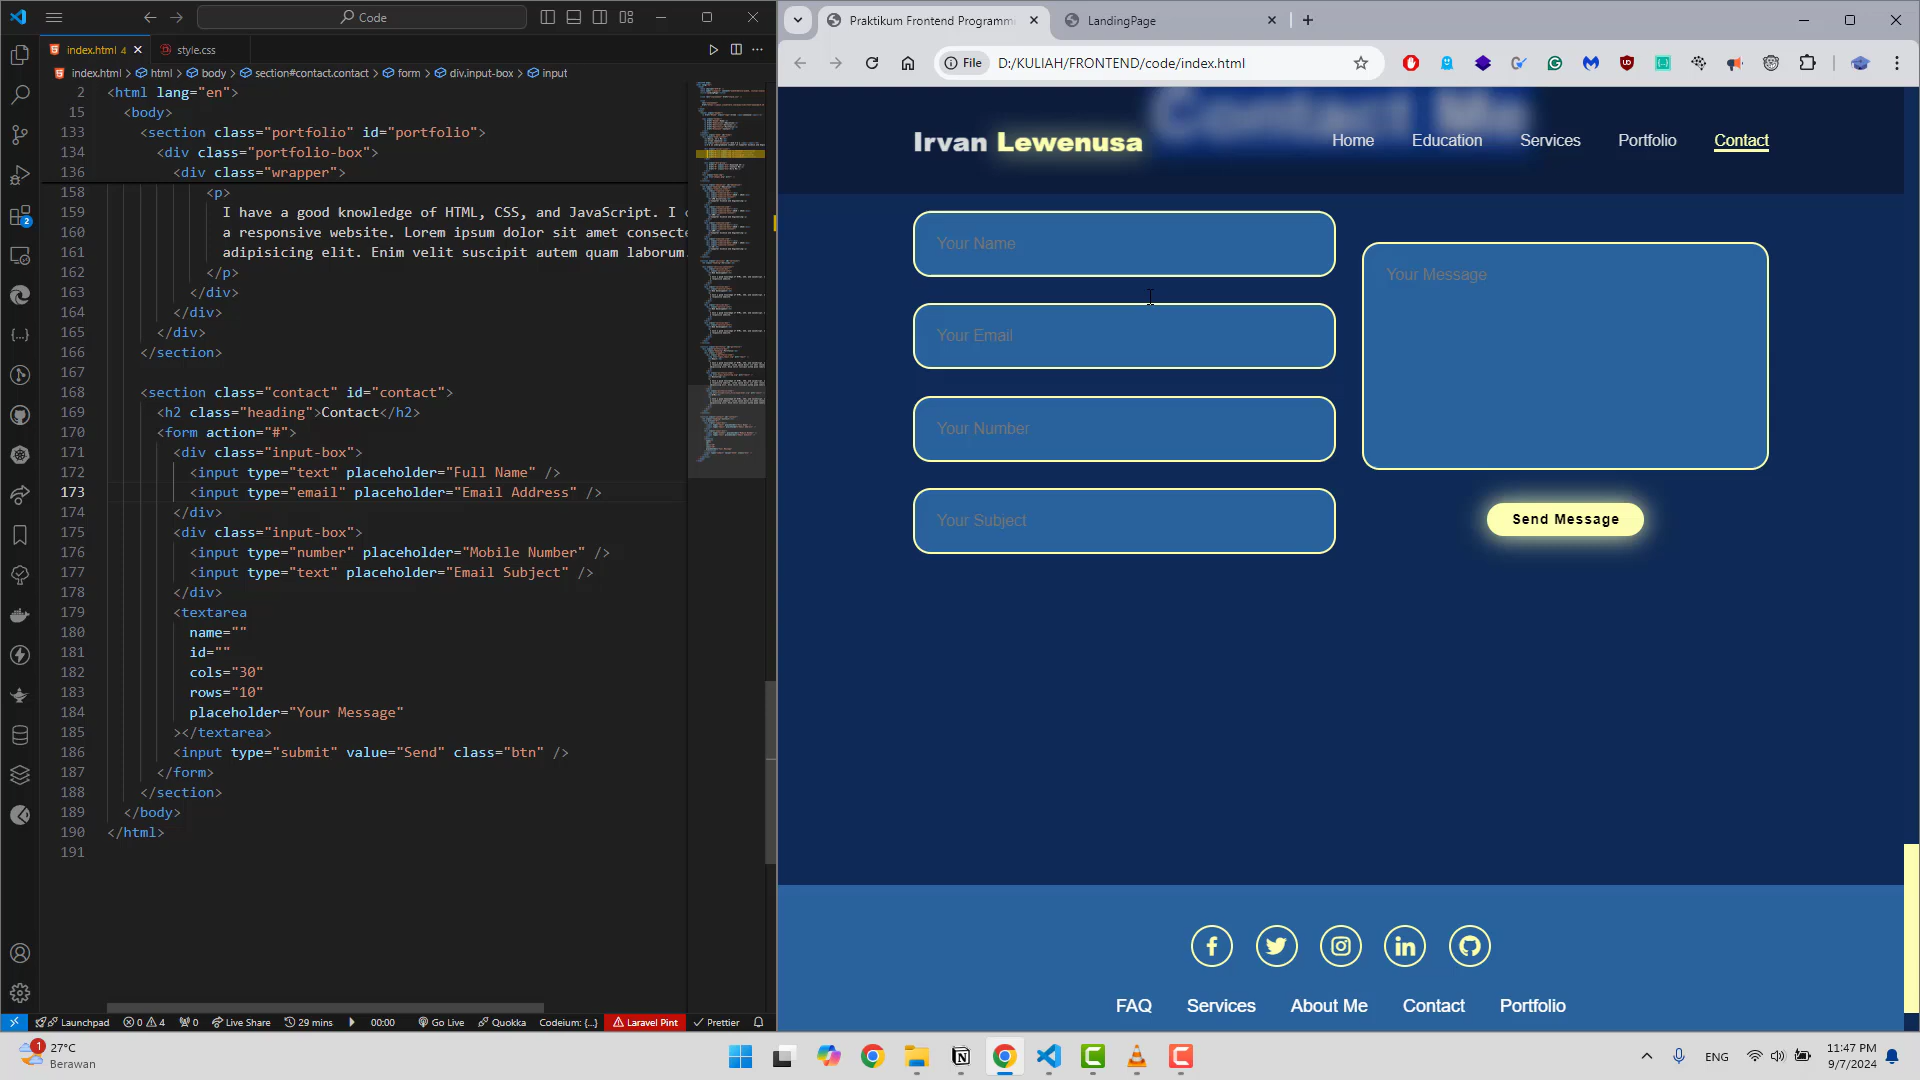 Code
index.html 4
style.css
index.html > html > body > section#contact.contact > form > div.input-box > input
2 <html lang="en">
15 <body>
133 <section class="portfolio" id="portfolio">
134 <div class="portfolio-box">
136 <div class="wrapper">
158 <p>
159 I have a good knowledge of HTML, CSS, and JavaScript. I c
160 a responsive website. Lorem ipsum dolor sit amet consecte
161 adipisicing elit. Enim velit suscipit autem quam laborum.
162 </p>
163 </div>
164 </div>
165 </div>
166 </section>
167
168 <section class="contact" id="contact">
169 <h2 class="heading">Contact</h2>
170 <form action="#">
171 <div class="input-box">
172 <input type="text" placeholder="Full Name" />
173 <input type="email" placeholder="Email Address" />
174 </div>
175 <div class="input-box">
176 <input type="number" placeholder="Mobile Number" />
177 <input type="text" placeholder="Email Subject" />
178 </div>
179 <textarea
180 name=""
181 id=""
182 cols="30"
183 rows="10"
184 placeholder="Your Message"
185 ></textarea>
186 <input type="submit" value="Send" class="btn" />
187 </form>
188 </section>
189 </body>
190 </html>
191
Launchpad 0 4 0 Live Share 29 mins 00:00 Go Live Quokka Codeium: {...} Laravel Pint Prettier
Praktikum Frontend Programm
LandingPage
File D:/KULIAH/FRONTEND/code/index.html
Contact Me
Irvan Lewenusa
Home Education Services Portfolio Contact
Your Name
Your Email
Your Number
Your Subject
Your Message
Send Message
FAQ Services About Me Contact Portfolio
1
27°C
Berawan
ENG
11:47 PM
9/7/2024